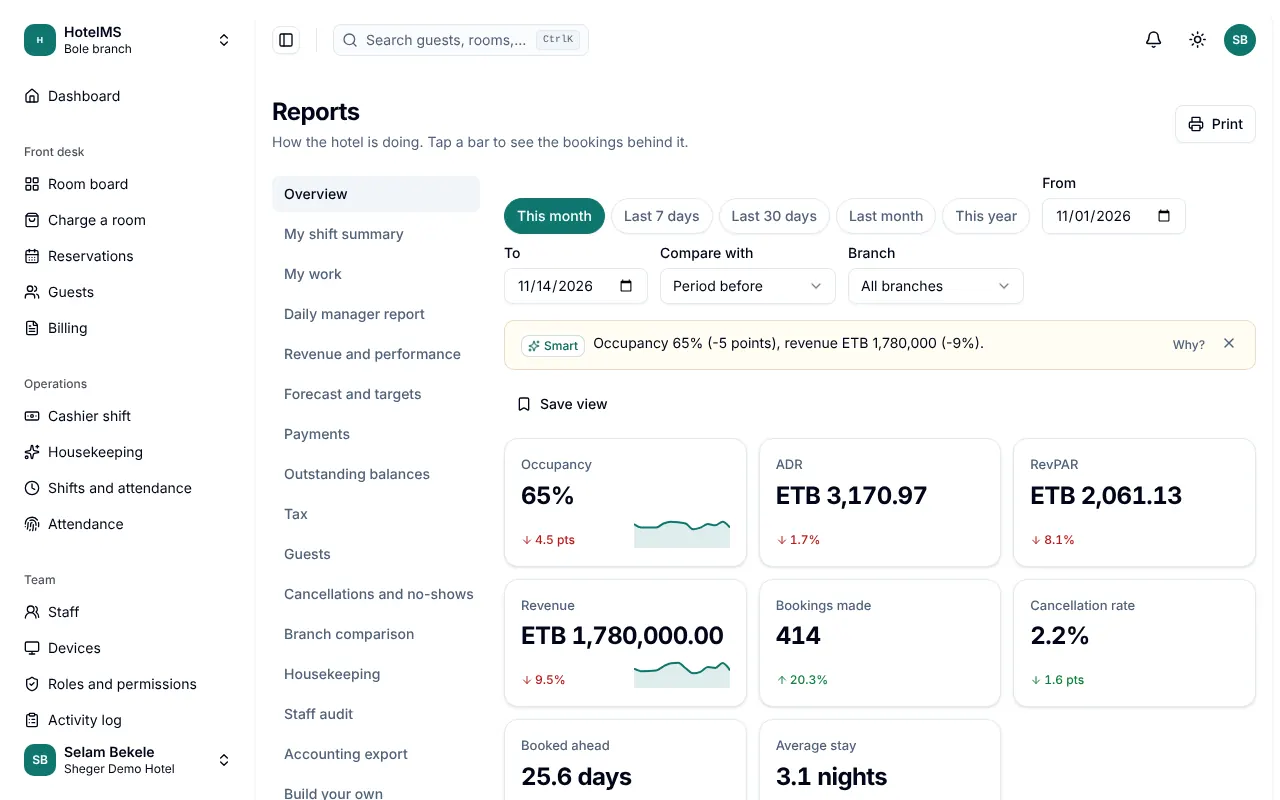 H
HotelMS
Bole branch
Dashboard
Front desk
Room board
Charge a room
Reservations
Guests
Billing
Operations
Cashier shift
Housekeeping
Shifts and attendance
Attendance
Team
Staff
Devices
Roles and permissions
Activity log
SB
Selam Bekele
Sheger Demo Hotel
Search guests, rooms,...
CtrlK
SB
Reports
How the hotel is doing. Tap a bar to see the bookings behind it.
Print
Overview
My shift summary
My work
Daily manager report
Revenue and performance
Forecast and targets
Payments
Outstanding balances
Tax
Guests
Cancellations and no-shows
Branch comparison
Housekeeping
Staff audit
Accounting export
Build your own
This month
Last 7 days
Last 30 days
Last month
This year
From
11/01/2026
To
11/14/2026
Compare with
Period before
Branch
All branches
Smart
Occupancy 65% (-5 points), revenue ETB 1,780,000 (-9%).
Why?
Save view
Occupancy
65%
↓ 4.5 pts
ADR
ETB 3,170.97
↓ 1.7%
RevPAR
ETB 2,061.13
↓ 8.1%
Revenue
ETB 1,780,000.00
↓ 9.5%
Bookings made
414
↑ 20.3%
Cancellation rate
2.2%
↓ 1.6 pts
Booked ahead
25.6 days
Average stay
3.1 nights